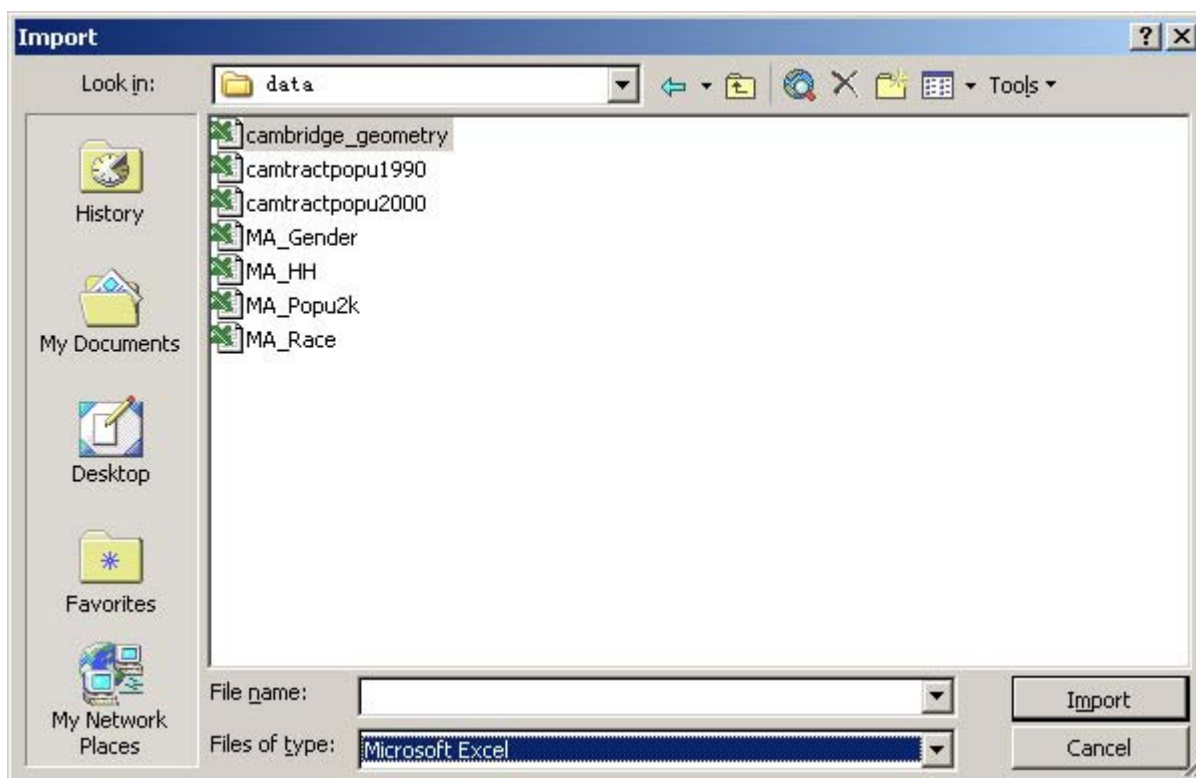 Import
Look in: data Tools
History
My Documents
Desktop
Favorites
My Network
Places
cambridge_geometry
camtractpopu1990
camtractpopu2000
MA_Gender
MA_HH
MA_Popu2k
MA_Race
File name: Import
Files of type: Microsoft Excel Cancel